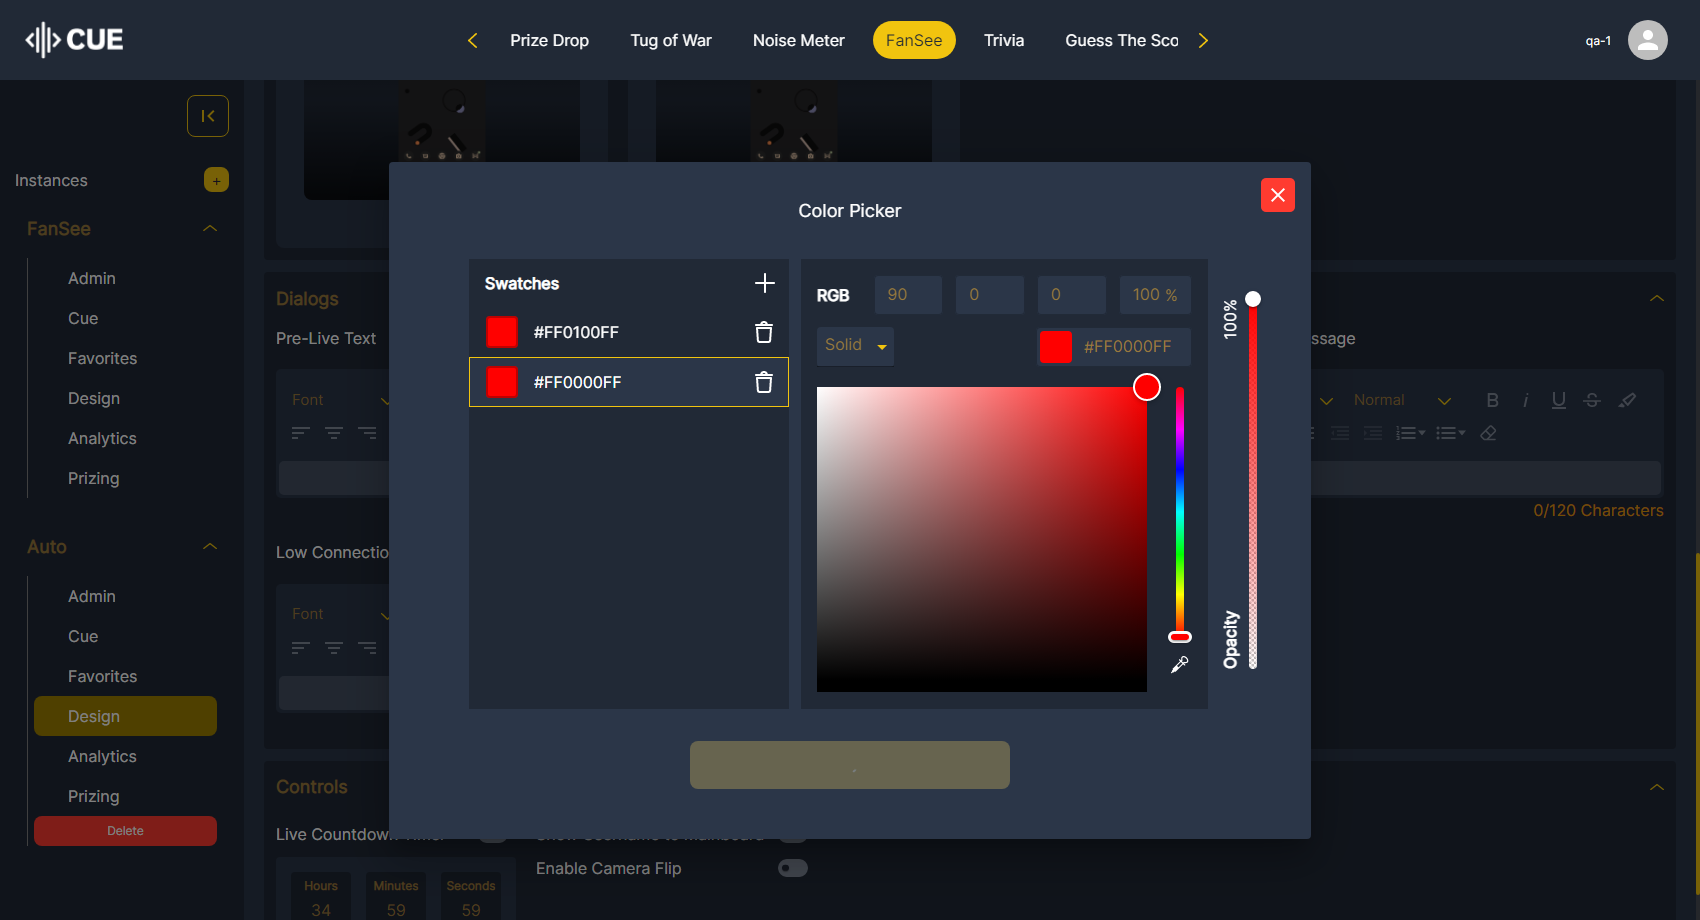 CUE
Prize Drop
Tug of War
Noise Meter
FanSee
Trivia
Guess The Sco
qa-1
Instances
+
FanSee
Admin
Cue
Favorites
Design
Analytics
Prizing
Auto
Admin
Cue
Favorites
Design
Analytics
Prizing
Delete
Dialogs
Pre-Live Text
Font
Low Connectio
Font
ssage
Normal
B i U S
0/120 Characters
Color Picker
Swatches
#FF0100FF
#FF0000FF
RGB 90 0 0 100 %
Solid
#FF0000FF
100%
Opacity
Controls
Live Countdown
Enable Camera Flip
Hours Minutes Seconds
34 59 59